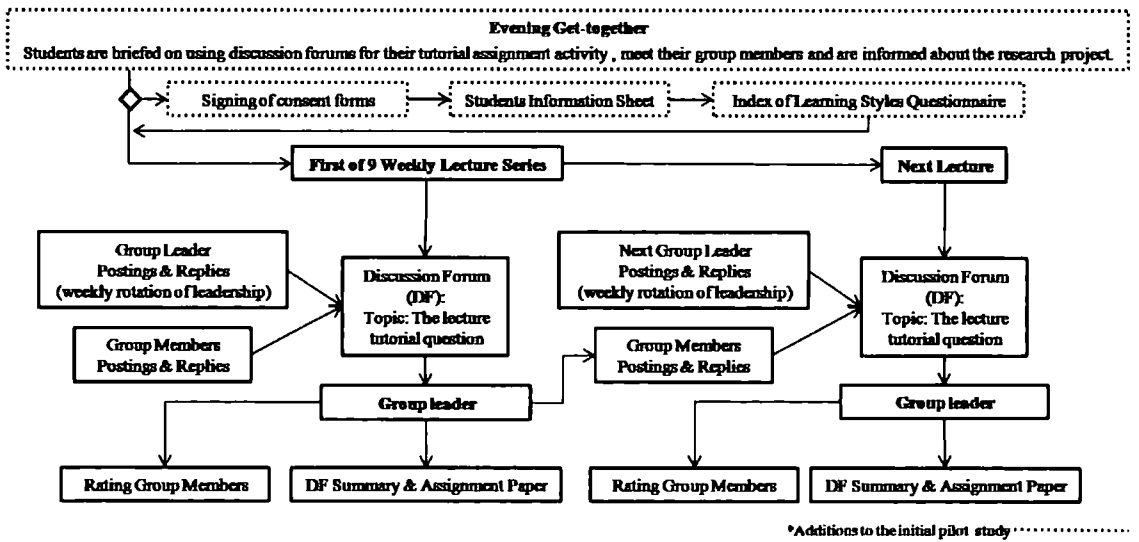 Evening Get-together
Students are briefed on using discussion forums for their tutorial assignment activity , meet their group members and are informed about the research project.
Signing of consent forms
Students Information Sheet
Index of Learning Styles Questionnaire
First of 9 Weekly Lecture Series
Next Lecture
Group Leader
Postings & Replies
(weekly rotation of leadership)
Discussion Forum
(DF):
Topic: The lecture
tutorial question
Group Members
Postings & Replies
Next Group Leader
Postings & Replies
(weekly rotation of leadership)
Discussion Forum
(DF):
Topic: The lecture
tutorial question
Group Members
Postings & Replies
Group leader
Group leader
Rating Group Members
DF Summary & Assignment Paper
Rating Group Members
DF Summary & Assignment Paper
*Additions to the initial pilot study